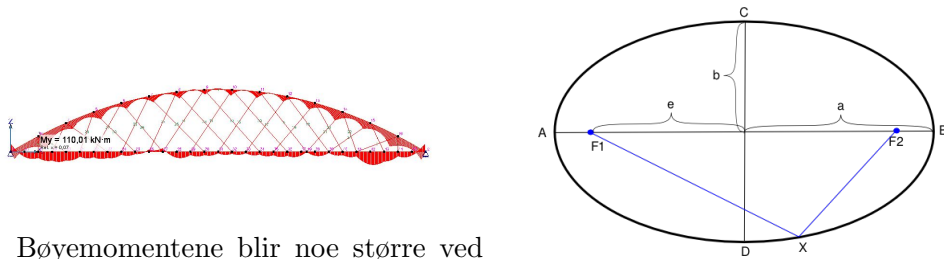 My = 110,01 kN·m
Bøyemomentene blir noe større ved
C
b
e
a
A
B
F1
F2
D
X